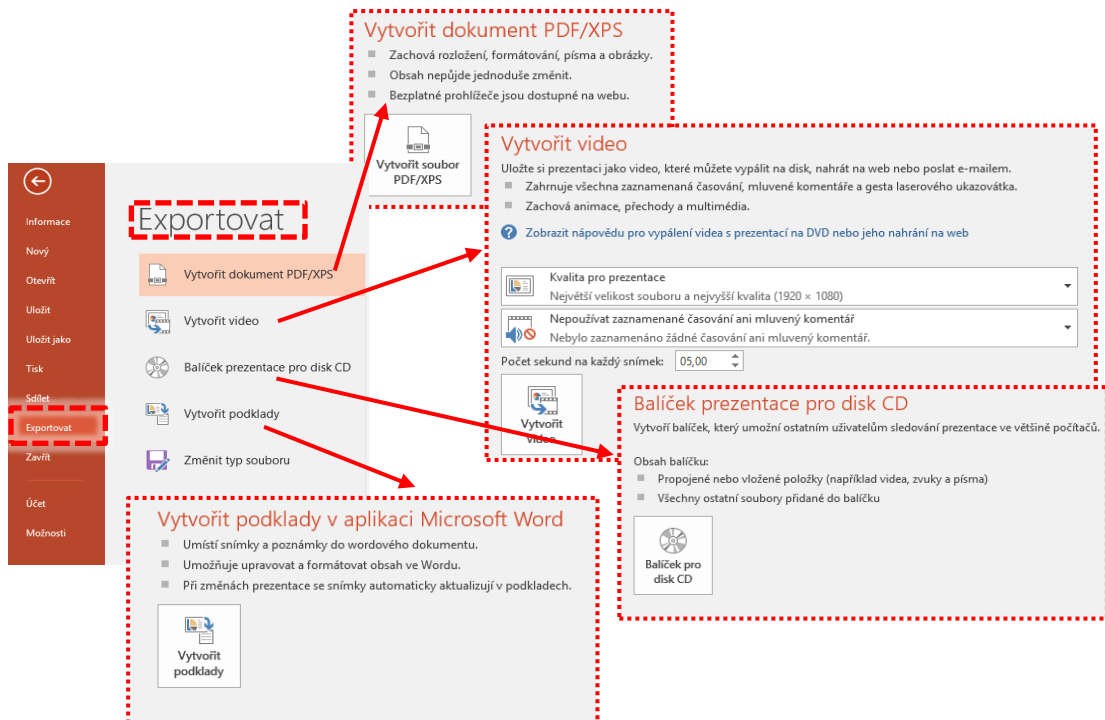 Vytvořit dokument PDF/XPS
Zachová rozložení, formátování, písma a obrázky.
Obsah nepůjde jednoduše změnit.
Bezplatné prohlížeče jsou dostupné na webu.
Vytvořit soubor
PDF/XPS
Vytvořit video
Uložte si prezentaci jako video, které můžete vypálit na disk, nahrát na web nebo poslat e-mailem.
Zahrnuje všechna zaznamenaná časování, mluvené komentáře a gesta laserového ukazovátka.
Zachová animace, přechody a multimédia.
Zobrazit nápovědu pro vypálení videa s prezentací na DVD nebo jeho nahrání na web
Kvalita pro prezentace
Největší velikost souboru a nejvyšší kvalita (1920 × 1080)
Nepoužívat zaznamenané časování ani mluvený komentář
Nebylo zaznamenáno žádné časování ani mluvený komentář.
Počet sekund na každý snímek: 05,00
Vytvořit
video
Informace
Nový
Otevřít
Uložit
Uložit jako
Tisk
Sdílet
Exportovat
Zavřít
Účet
Možnosti
Exportovat
Vytvořit dokument PDF/XPS
Vytvořit video
Balíček prezentace pro disk CD
Vytvořit podklady
Změnit typ souboru
Balíček prezentace pro disk CD
Vytvoří balíček, který umožní ostatním uživatelům sledování prezentace ve většině počítačů.
Obsah balíčku:
Propojené nebo vložené položky (například videa, zvuky a písma)
Všechny ostatní soubory přidané do balíčku
Balíček pro
disk CD
Vytvořit podklady v aplikaci Microsoft Word
Umístí snímky a poznámky do wordového dokumentu.
Umožňuje upravovat a formátovat obsah ve Wordu.
Při změnách prezentace se snímky automaticky aktualizují v podkladech.
Vytvořit
podklady